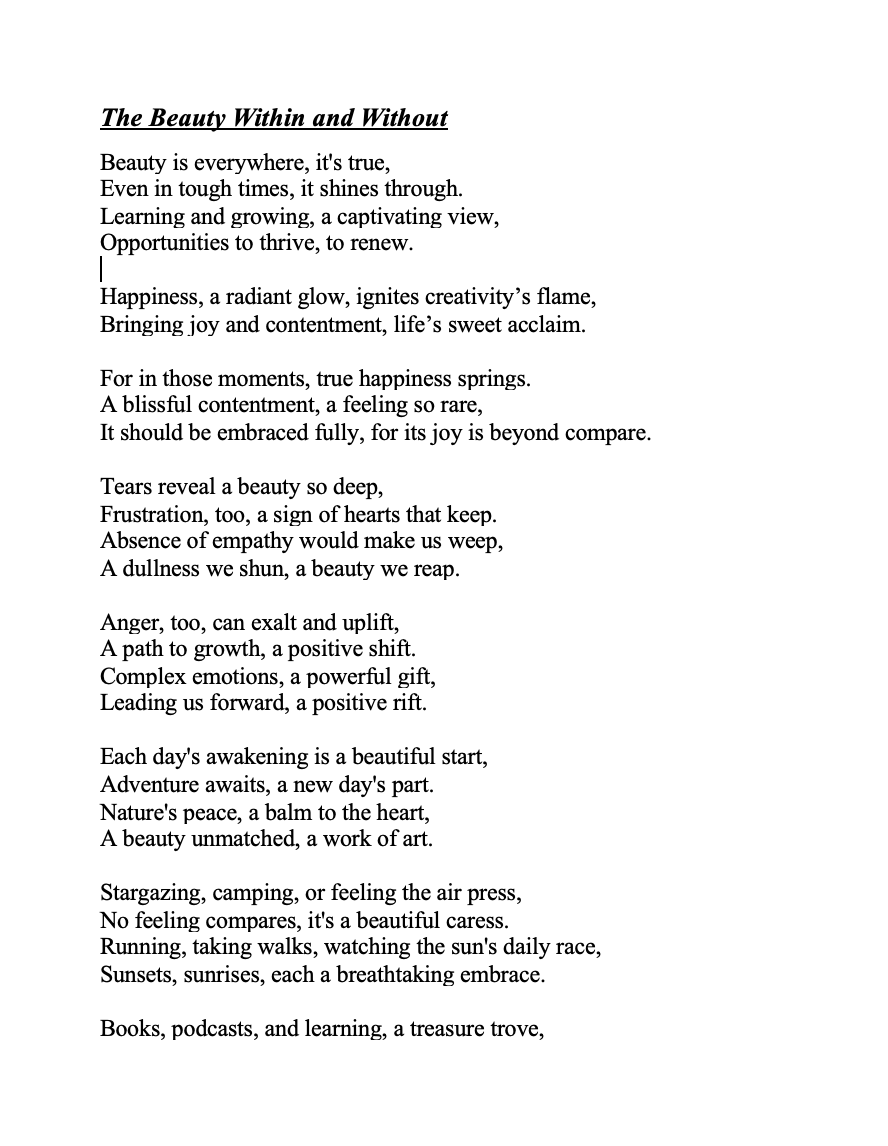 The Beauty Within and Without
Beauty is everywhere, it's true,
Even in tough times, it shines through.
Learning and growing, a captivating view,
Opportunities to thrive, to renew.
Happiness, a radiant glow, ignites creativity’s flame,
Bringing joy and contentment, life’s sweet acclaim.
For in those moments, true happiness springs.
A blissful contentment, a feeling so rare,
It should be embraced fully, for its joy is beyond compare.
Tears reveal a beauty so deep,
Frustration, too, a sign of hearts that keep.
Absence of empathy would make us weep,
A dullness we shun, a beauty we reap.
Anger, too, can exalt and uplift,
A path to growth, a positive shift.
Complex emotions, a powerful gift,
Leading us forward, a positive rift.
Each day's awakening is a beautiful start,
Adventure awaits, a new day's part.
Nature's peace, a balm to the heart,
A beauty unmatched, a work of art.
Stargazing, camping, or feeling the air press,
No feeling compares, it's a beautiful caress.
Running, taking walks, watching the sun's daily race,
Sunsets, sunrises, each a breathtaking embrace.
Books, podcasts, and learning, a treasure trove,